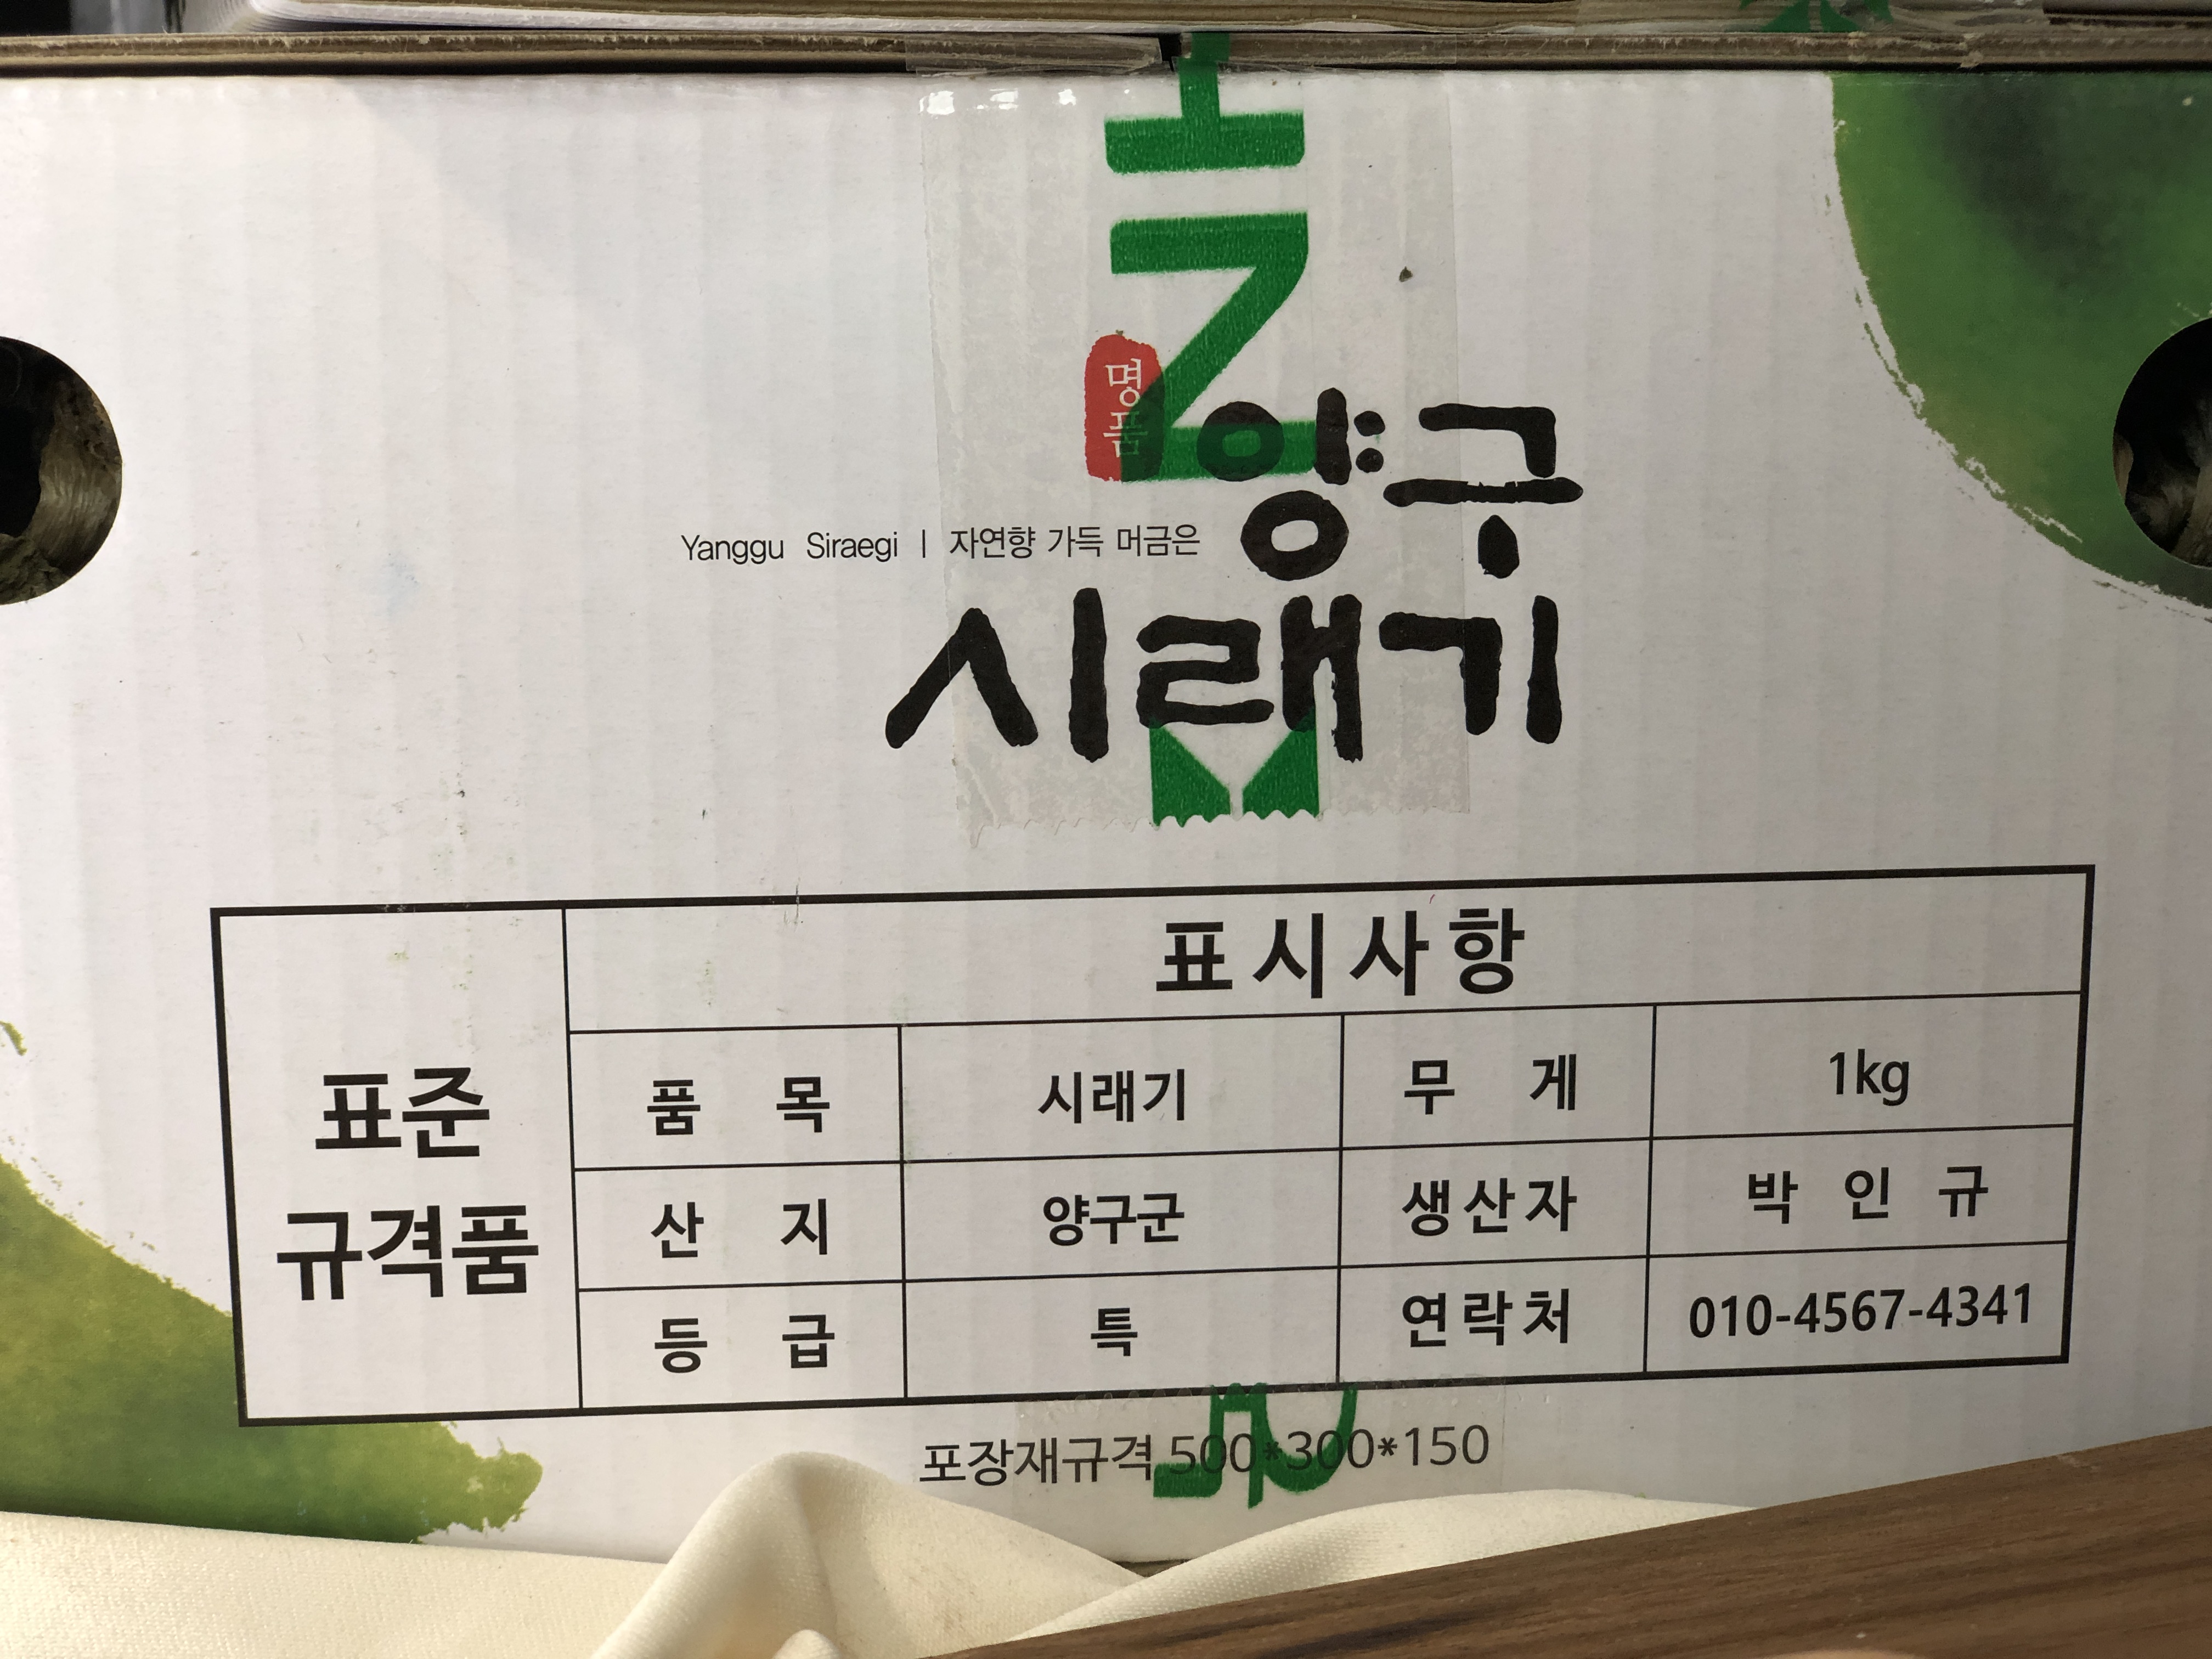 명품
양구
Yanggu Siraegi | 자연향 가득 머금은
시래기
표시사항
표준
규격품
품 목 시래기 무 게 1kg
산 지 양구군 생산자 박 인 규
등 급 특 연락처 010-4567-4341
포장재규격 500*300*150